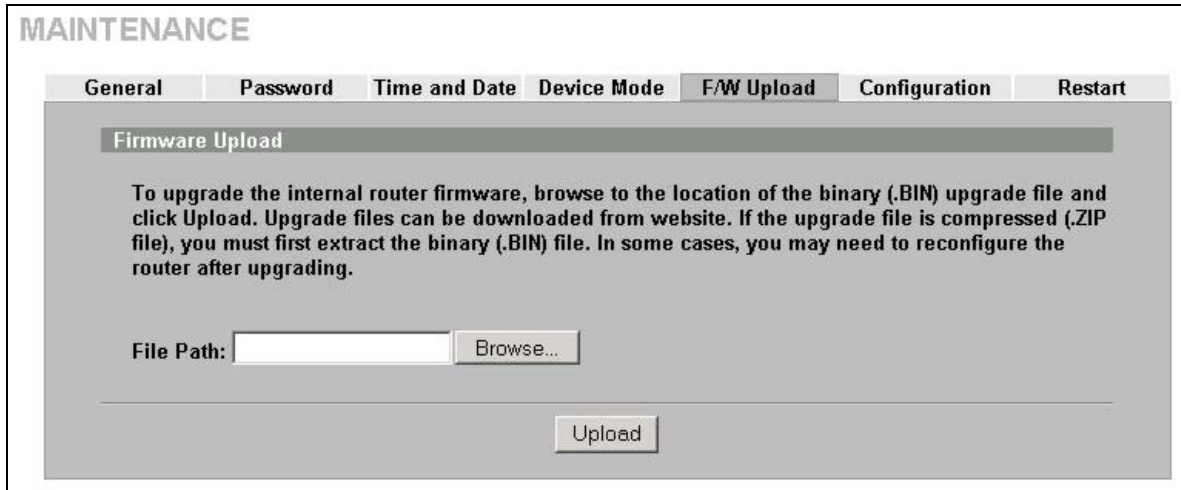 MAINTENANCE
General Password Time and Date Device Mode F/W Upload Configuration Restart
Firmware Upload
To upgrade the internal router firmware, browse to the location of the binary (.BIN) upgrade file and
click Upload. Upgrade files can be downloaded from website. If the upgrade file is compressed (.ZIP
file), you must first extract the binary (.BIN) file. In some cases, you may need to reconfigure the
router after upgrading.
File Path: Browse...
Upload